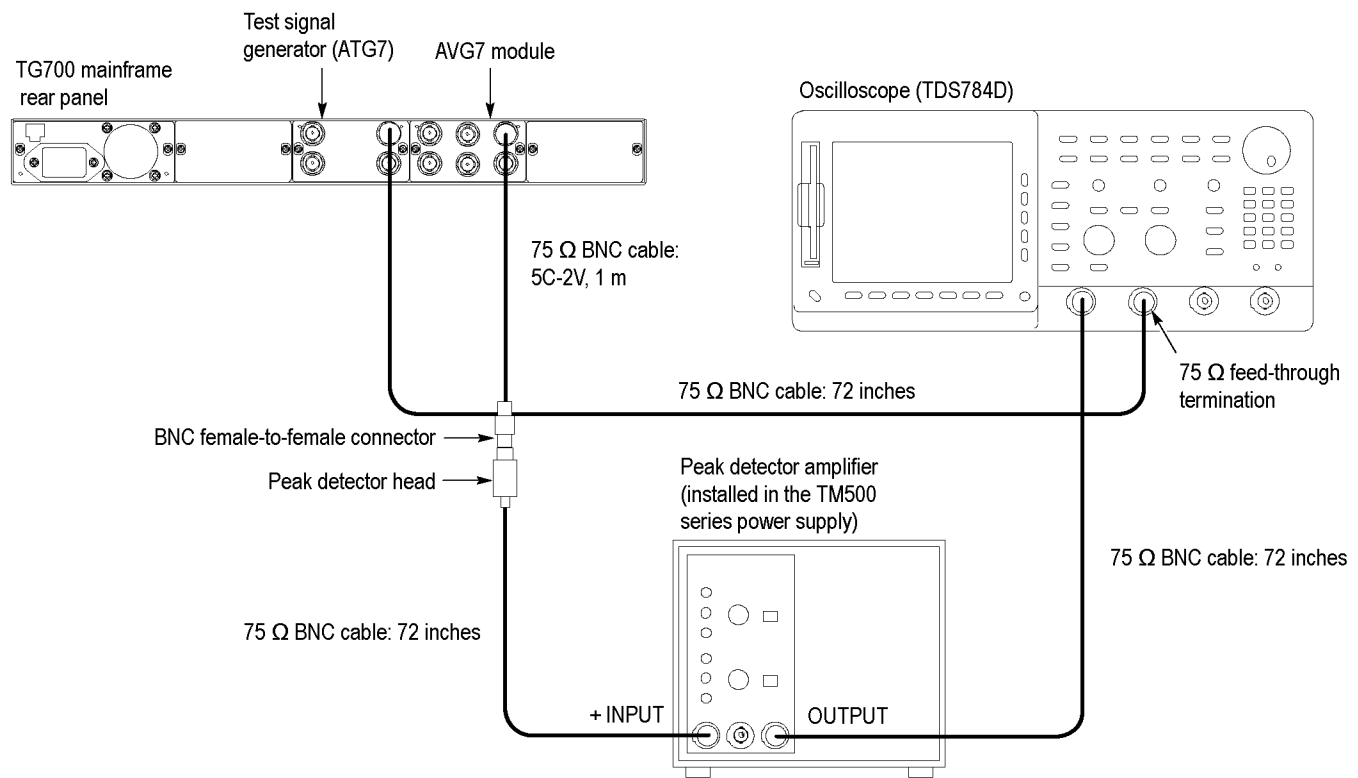 Test signal
generator (ATG7)
AVG7 module
TG700 mainframe
rear panel
Oscilloscope (TDS784D)
75 Ω BNC cable:
5C-2V, 1 m
75 Ω feed-through
termination
75 Ω BNC cable: 72 inches
BNC female-to-female connector
Peak detector head
Peak detector amplifier
(installed in the TM500
series power supply)
75 Ω BNC cable: 72 inches
75 Ω BNC cable: 72 inches
+ INPUT
OUTPUT